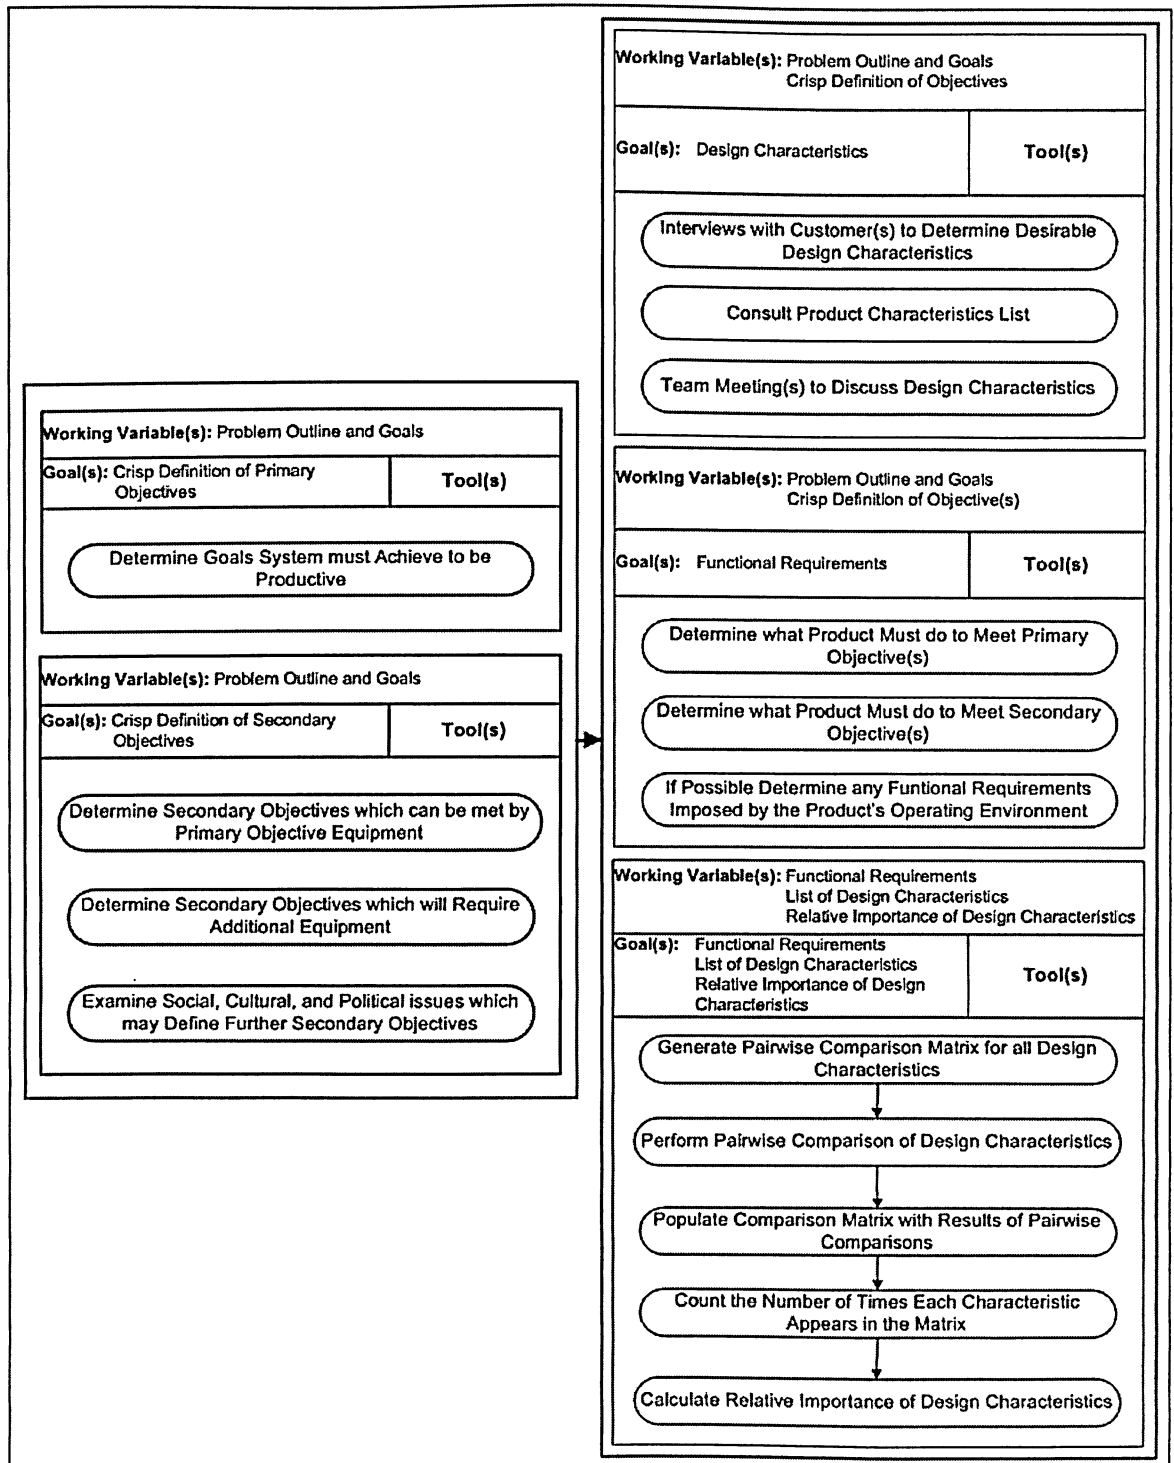 Working Variable(s): Problem Outline and Goals
Goal(s): Crisp Definition of Primary
Objectives
Tool(s)
Determine Goals System must Achieve to be
Productive
Working Variable(s): Problem Outline and Goals
Goal(s): Crisp Definition of Secondary
Objectives
Tool(s)
Determine Secondary Objectives which can be met by
Primary Objective Equipment
Determine Secondary Objectives which will Require
Additional Equipment
Examine Social, Cultural, and Political issues which
may Define Further Secondary Objectives
Working Variable(s): Problem Outline and Goals
Crisp Definition of Objectives
Goal(s): Design Characteristics
Tool(s)
Interviews with Customer(s) to Determine Desirable
Design Characteristics
Consult Product Characteristics List
Team Meeting(s) to Discuss Design Characteristics
Working Variable(s): Problem Outline and Goals
Crisp Definition of Objective(s)
Goal(s): Functional Requirements
Tool(s)
Determine what Product Must do to Meet Primary
Objective(s)
Determine what Product Must do to Meet Secondary
Objective(s)
If Possible Determine any Funtional Requirements
Imposed by the Product's Operating Environment
Working Variable(s): Functional Requirements
List of Design Characteristics
Relative Importance of Design Characteristics
Goal(s): Functional Requirements
List of Design Characteristics
Relative Importance of Design
Characteristics
Tool(s)
Generate Pairwise Comparison Matrix for all Design
Characteristics
Perform Pairwise Comparison of Design Characteristics
Populate Comparison Matrix with Results of Pairwise
Comparisons
Count the Number of Times Each Characteristic
Appears in the Matrix
Calculate Relative Importance of Design Characteristics